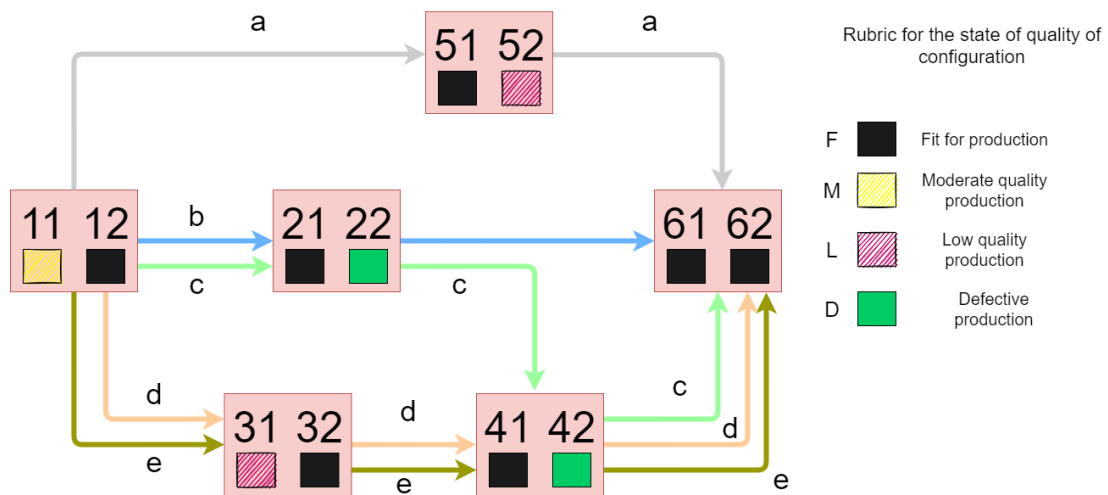 a
a
51 52
Rubric for the state of quality of
configuration
F
Fit for production
M
Moderate quality
production
11 12
b
21 22
61 62
L
Low quality
production
c
c
D
Defective
production
d
d
c
d
31 32
41 42
e
e
e